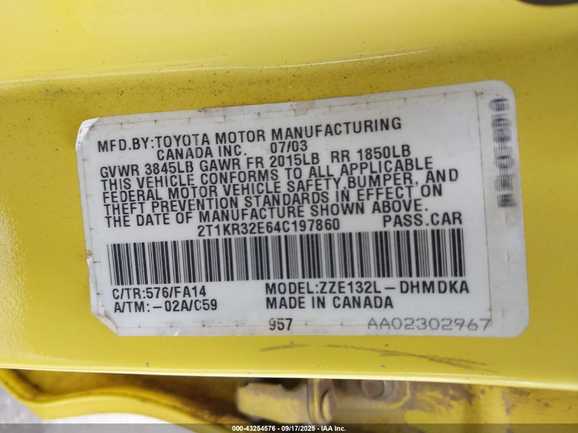 MFD.BY:TOYOTA MOTOR MANUFACTURING
CANADA INC. 07/03
GVWR 3845LB GAWR FR 2015LB RR 1850LB
THIS VEHICLE CONFORMS TO ALL APPLICABLE
FEDERAL MOTOR VEHICLE SAFETY,BUMPER, AND
THEFT PREVENTION STANDARDS IN EFFECT ON
THE DATE OF MANUFACTURE SHOWN ABOVE.
2T1KR32E64C197860 PASS.CAR
C/TR:576/FA14 MODEL:ZZE132L-DHMDKA
A/TM:-02A/C59 MADE IN CANADA
957 AA02302967
000-43254576 - 09/17/2025 - IAA Inc.